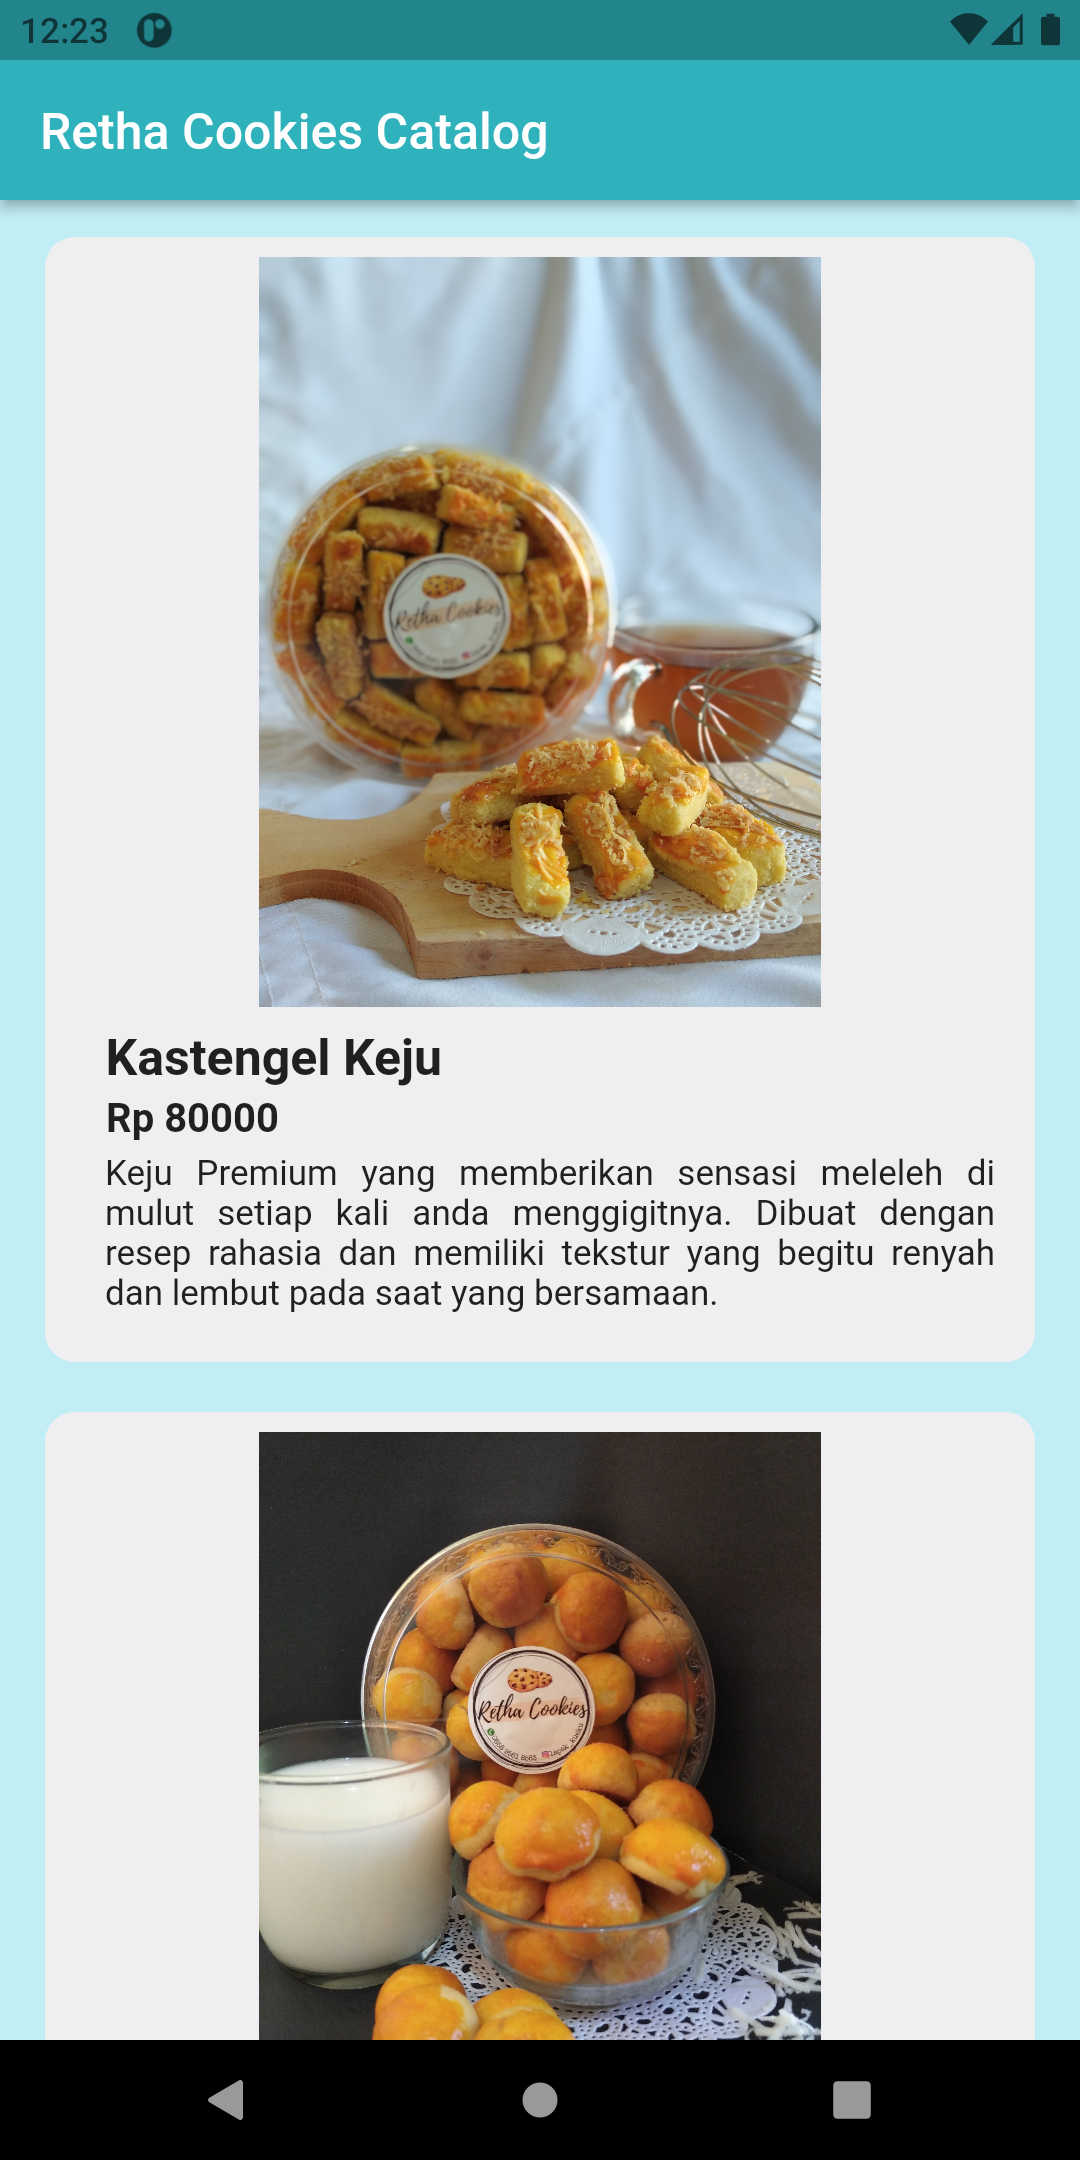 12:23
Retha Cookies Catalog
Retha Cookies
Kastengel Keju
Rp 80000
Keju Premium yang memberikan sensasi meleleh di
mulut setiap kali anda menggigitnya. Dibuat dengan
resep rahasia dan memiliki tekstur yang begitu renyah
dan lembut pada saat yang bersamaan.
Retha Cookies